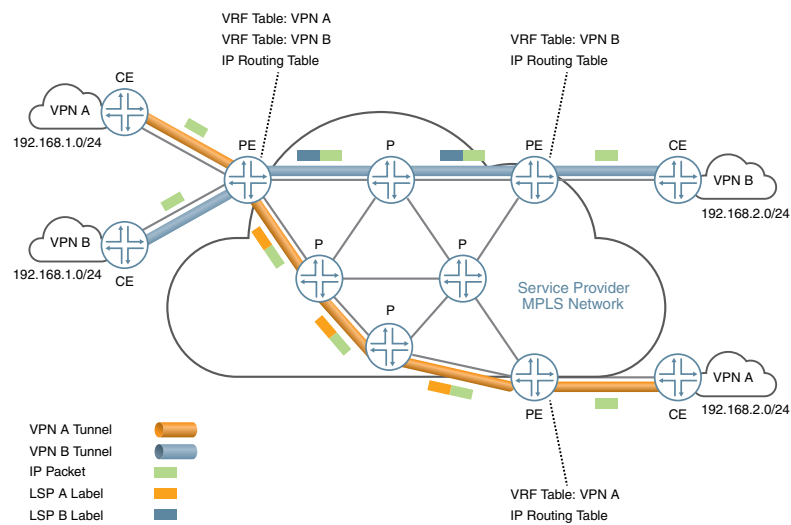 VRF Table: VPN A
VRF Table: VPN B
IP Routing Table
VRF Table: VPN B
IP Routing Table
CE
VPN A
192.168.1.0/24
PE
P
PE
CE
VPN B
192.168.2.0/24
VPN B
192.168.1.0/24
CE
P
P
Service Provider
MPLS Network
P
VPN A
192.168.2.0/24
PE
CE
VPN A Tunnel
VPN B Tunnel
IP Packet
LSP A Label
LSP B Label
VRF Table: VPN A
IP Routing Table